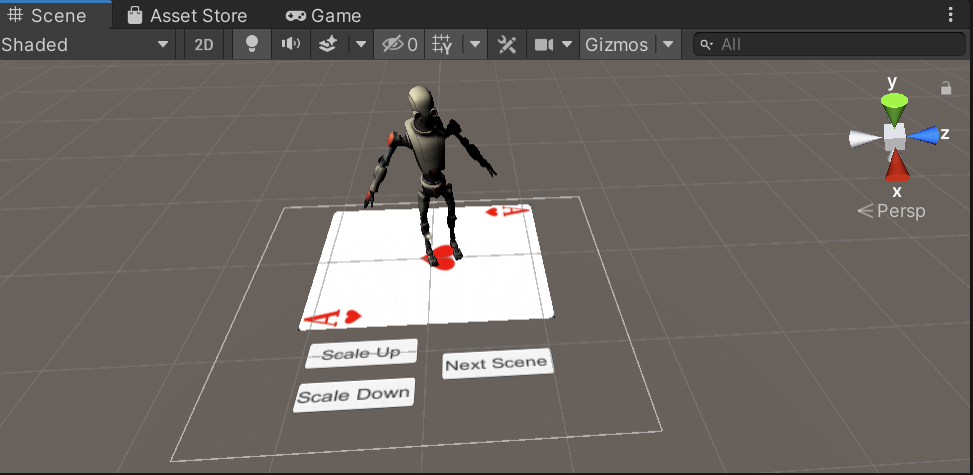 Scene Asset Store Game
Shaded 2D 0 Gizmos All
y
z
x
Persp
A
A
Scale Up
Next Scene
Scale Down